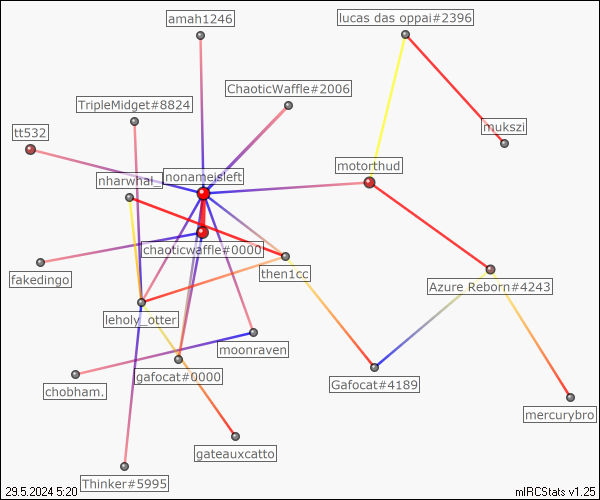 amah1246
lucas das oppai#2396
ChaoticWaffle#2006
TripleMidget#8824
mukszi
tt532
motorthud
nonamejsleft
nharwhal_
chaoticwaffle#0000
fakedingo
then1cc
Azure Reborn#4243
leholy_otter
moonraven
gafocat#0000
Gafocat#4189
chobham.
mercurybro
gateauxcatto
Thinker#5995
29.5.2024 5:20
mIRCStats v1.25